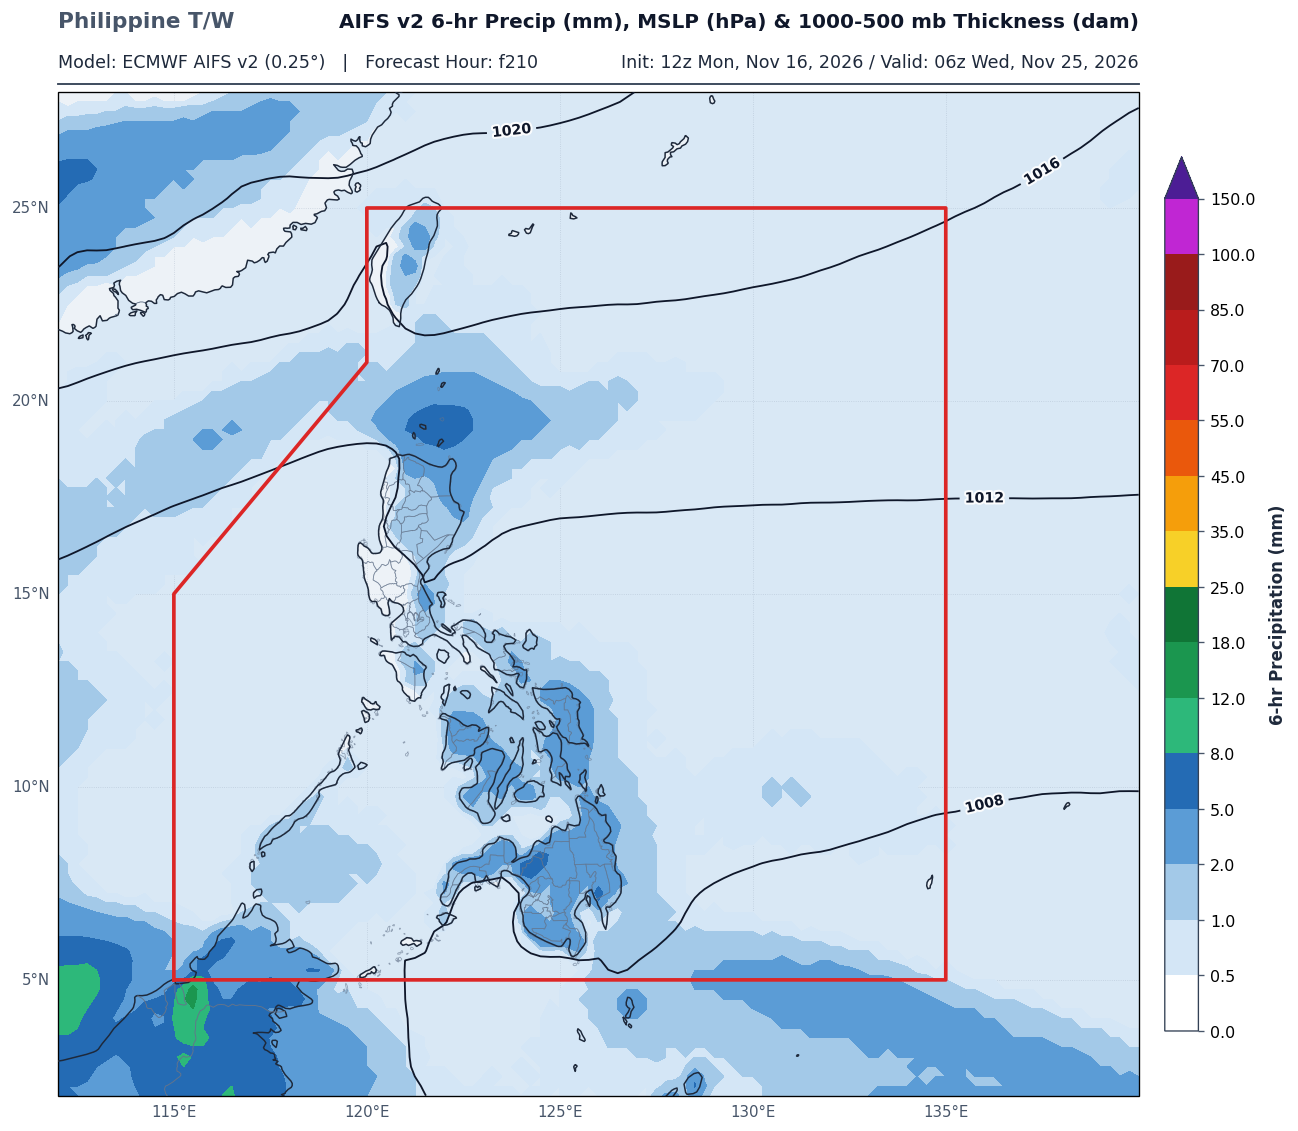 Philippine T/W
AIFS v2 6-hr Precip (mm), MSLP (hPa) & 1000-500 mb Thickness (dam)
Model: ECMWF AIFS v2 (0.25°)   |   Forecast Hour: f210
Init: 12z Mon, Nov 16, 2026 / Valid: 06z Wed, Nov 25, 2026
1020
1016
1012
1008
25°N
20°N
15°N
10°N
5°N
115°E
120°E
125°E
130°E
135°E
150.0
100.0
85.0
70.0
55.0
45.0
35.0
25.0
18.0
12.0
8.0
5.0
2.0
1.0
0.5
0.0
6-hr Precipitation (mm)